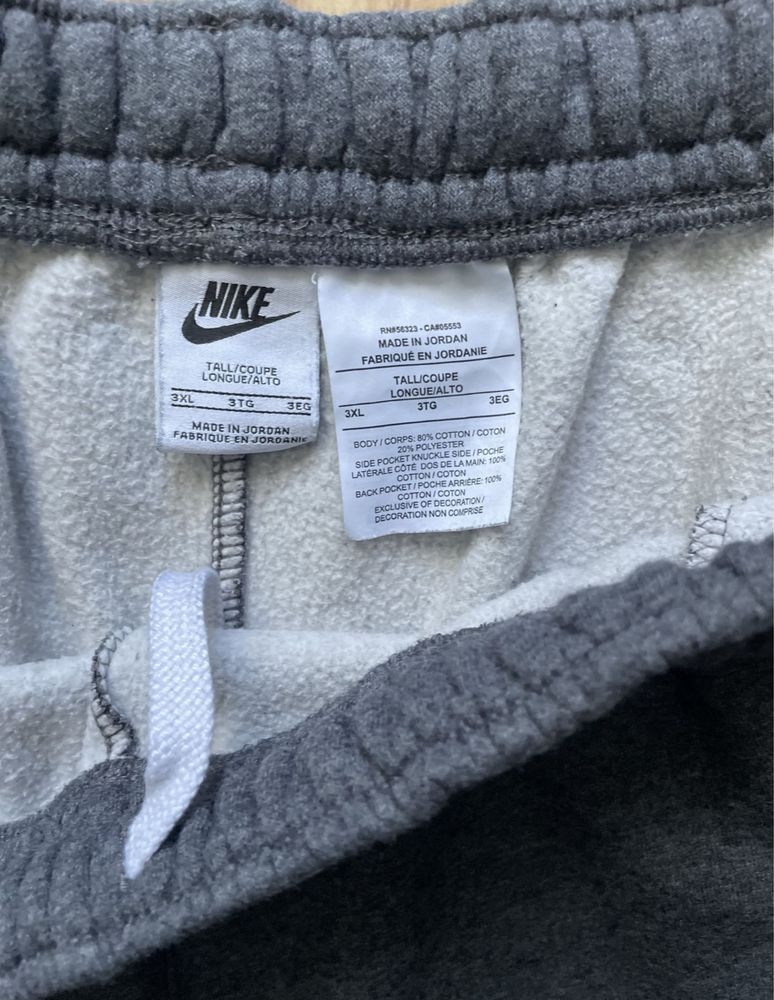 NIKE
TALL/COUPE
LONGUE/ALTO
3XL 3TG 3EG
MADE IN JORDAN
FABRIQUE EN JORDANIE
RN#56323 - CA#05553
MADE IN JORDAN
FABRIQUÉ EN JORDANIE
TALL/COUPE
LONGUE/ALTO
3XL 3TG 3EG
BODY / CORPS: 80% COTTON / COTON
20% POLYESTER
SIDE POCKET KNUCKLE SIDE / POCHE
LATÉRALE CÔTÉ DOS DE LA MAIN: 100%
COTTON / COTON
BACK POCKET / POCHE ARRIÈRE: 100%
COTTON / COTON
EXCLUSIVE OF DECORATION /
DECORATION NON COMPRISE